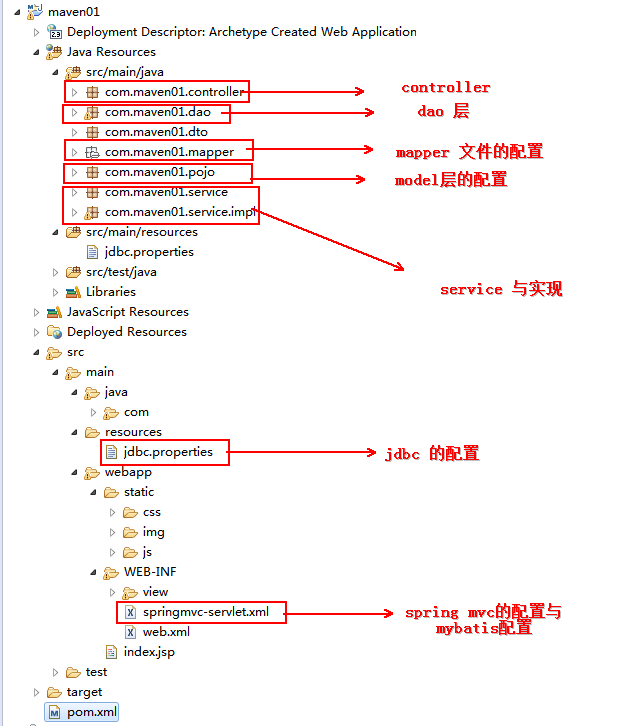 maven01
Deployment Descriptor: Archetype Created Web Application
Java Resources
src/main/java
com.maven01.controller
controller
com.maven01.dao
dao 层
com.maven01.dto
com.maven01.mapper
mapper 文件的配置
com.maven01.pojo
model层的配置
com.maven01.service
com.maven01.service.impl
service 与实现
src/main/resources
jdbc.properties
src/test/java
Libraries
JavaScript Resources
Deployed Resources
src
main
java
com
resources
jdbc.properties
jdbc 的配置
webapp
static
css
img
js
WEB-INF
view
springmvc-servlet.xml
spring mvc的配置与
mybatis配置
web.xml
index.jsp
test
target
pom.xml